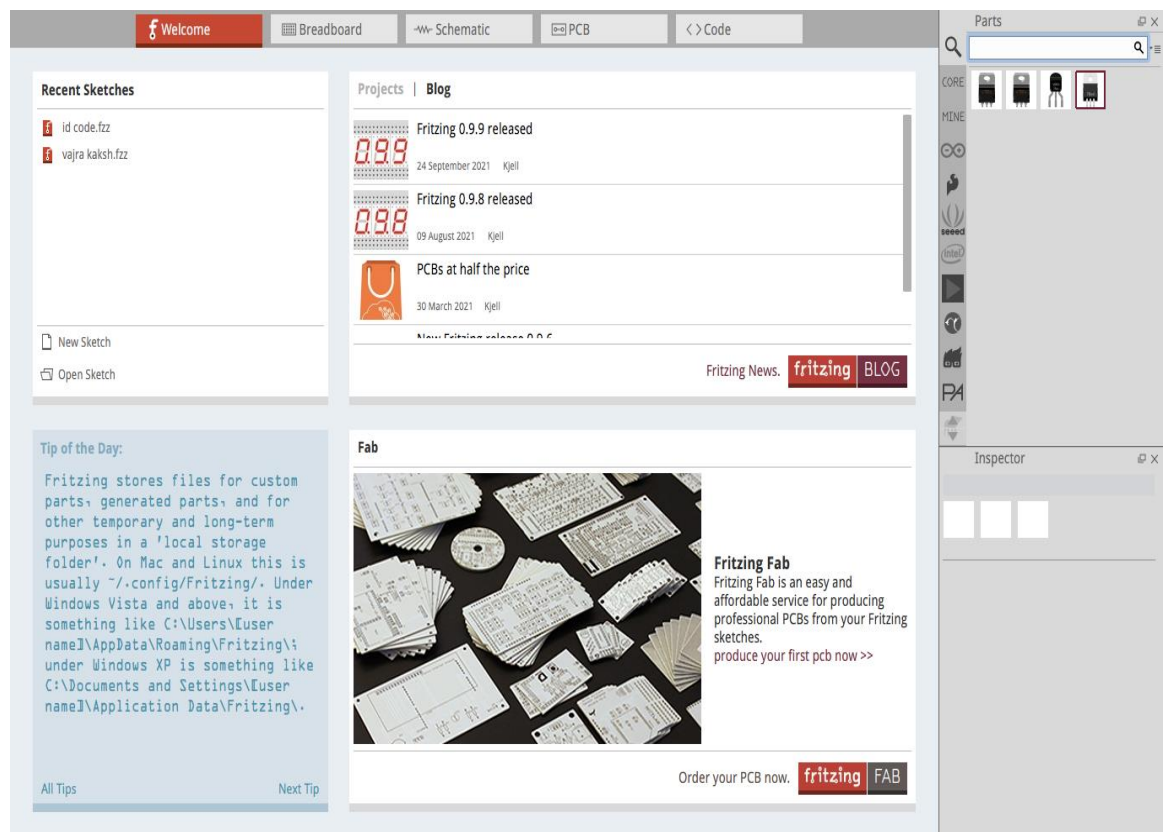 Welcome
Breadboard
Schematic
PCB
Code
Parts
Recent Sketches
id code.fzz
vajra kaksh.fzz
New Sketch
Open Sketch
Projects | Blog
Fritzing 0.9.9 released
24 September 2021 Kjell
Fritzing 0.9.8 released
09 August 2021 Kjell
PCBs at half the price
30 March 2021 Kjell
New Fritzing release 0.9.6
Fritzing News. fritzing BLOG
CORE
MINE
seeed
intel
PA
Tip of the Day:
Fritzing stores files for custom
parts, generated parts, and for
other temporary and long-term
purposes in a 'local storage
folder'. On Mac and Linux this is
usually ~/.config/Fritzing/. Under
Windows Vista and above, it is
something like C:\Users\[user
name]\AppData\Roaming\Fritzing\;
under Windows XP is something like
C:\Documents and Settings\[user
name]\Application Data\Fritzing\.
All Tips
Next Tip
Fab
Fritzing Fab
Fritzing Fab is an easy and
affordable service for producing
professional PCBs from your Fritzing
sketches.
produce your first pcb now >>
Order your PCB now. fritzing FAB
Inspector